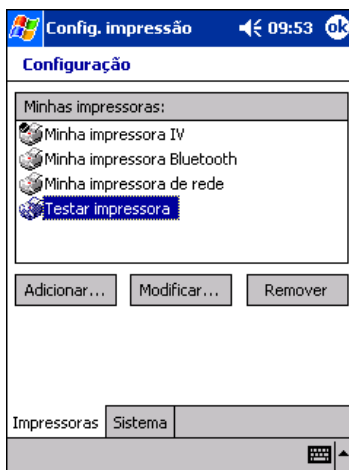 Config. impressão 09:53 ok
Configuração
Minhas impressoras:
Minha impressora IV
Minha impressora Bluetooth
Minha impressora de rede
Testar impressora
Adicionar... Modificar... Remover
Impressoras Sistema